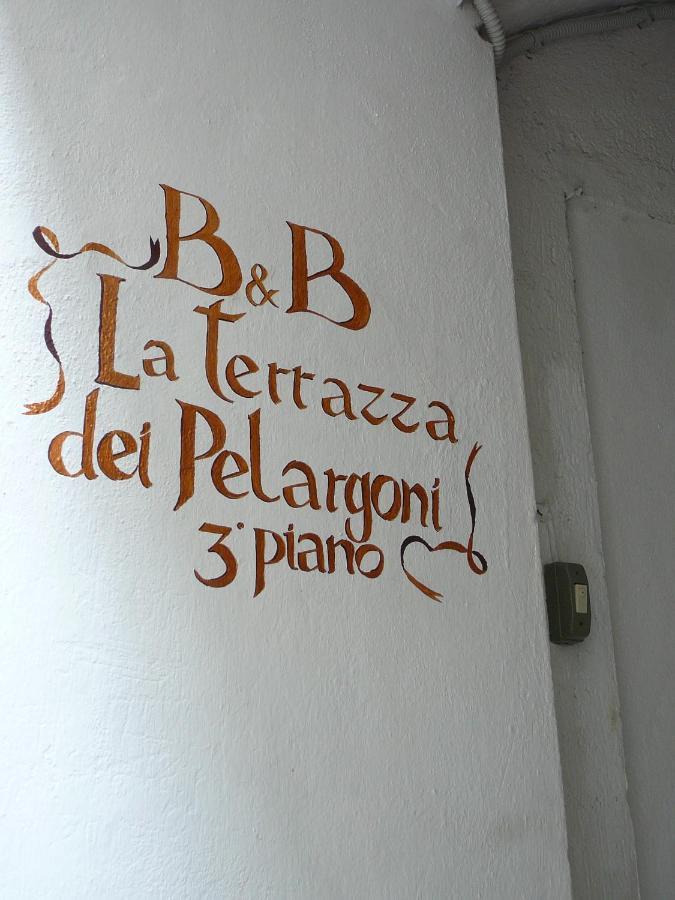 B&B
La Terrazza
dei Pelargoni
3° piano